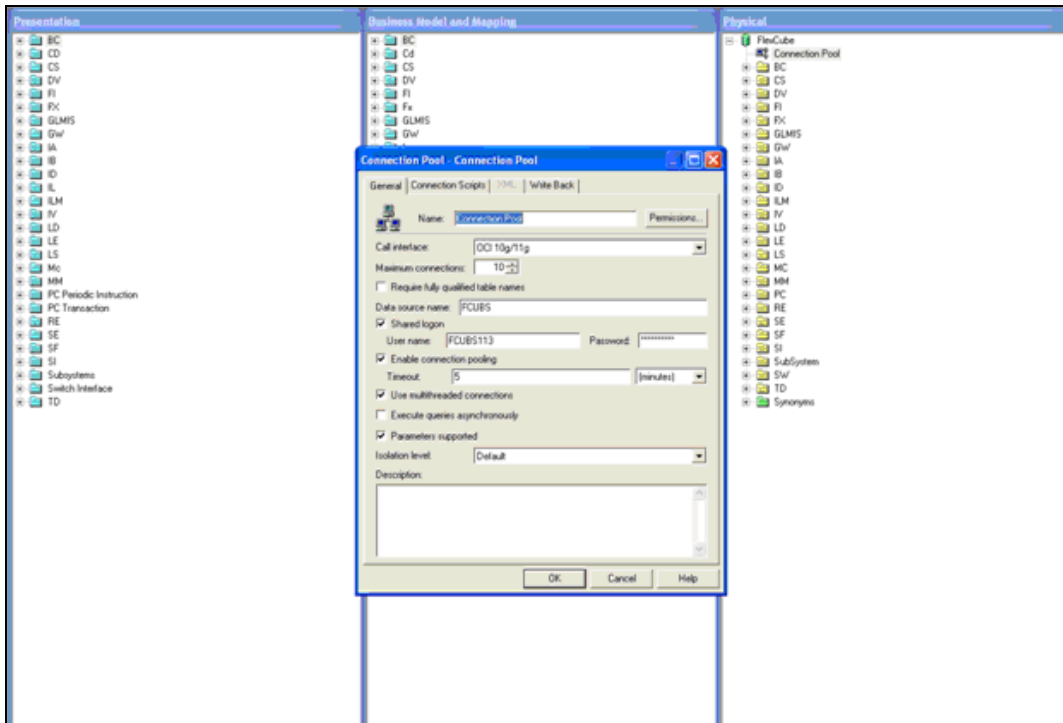 Presentation
BC
CD
CS
DV
FI
FX
GLMIS
GW
IA
IB
ID
IL
ILM
IV
LD
LE
LS
Mc
MM
PC Periodic Instruction
PC Transaction
RE
SE
SF
SI
Subsystems
Switch Interface
TD
Business Model and Mapping
BC
Cd
CS
DV
FI
Fx
GLMIS
GW
Physical
FlexCube
Connection Pool
BC
CS
DV
FI
FX
GLMIS
GW
IA
IB
ID
ILM
IV
LD
LE
LS
MC
MM
PC
RE
SE
SF
SI
SubSystem
SW
TD
Synonyms
Connection Pool - Connection Pool
General Connection Scripts XML Write Back
Name: Connection Pool Permissions...
Call interface: OCI 10g/11g
Maximum connections: 10
Require fully qualified table names
Data source name: FCUBS
Shared logon
User name: FCUBS113 Password: **********
Enable connection pooling
Timeout: 5 (minutes)
Use multithreaded connections
Execute queries asynchronously
Parameters supported
Isolation level: Default
Description:
OK Cancel Help